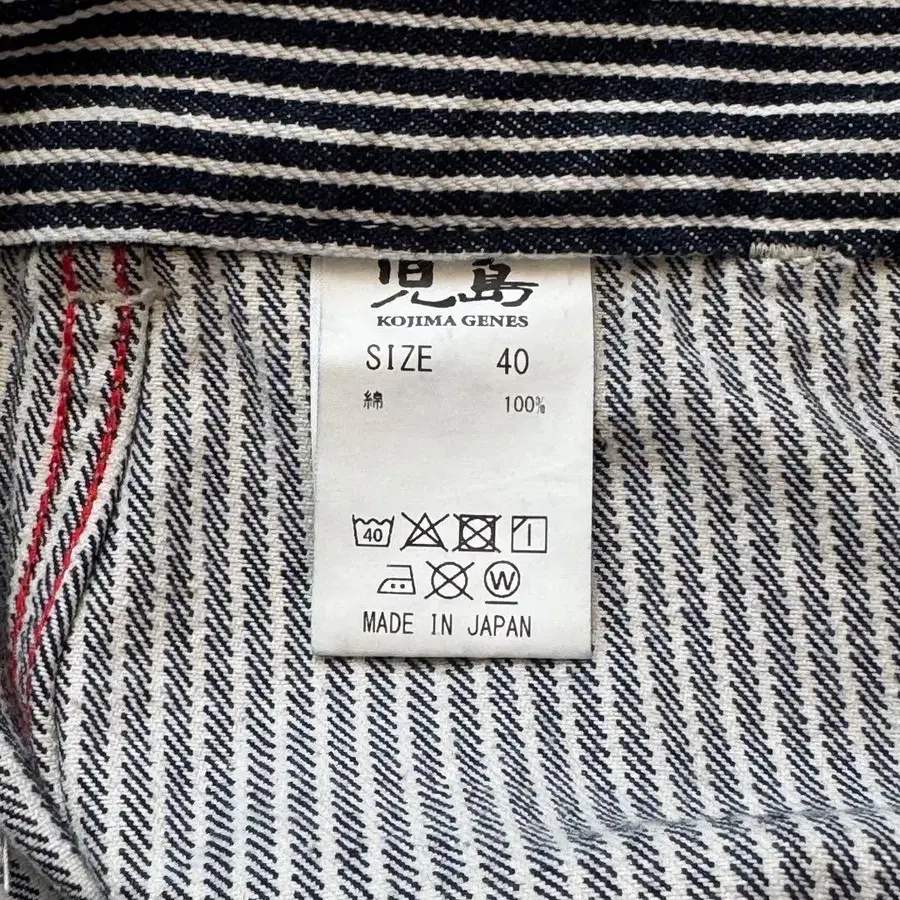 児島
KOJIMA GENES
SIZE 40
綿 100%
40
W
MADE IN JAPAN